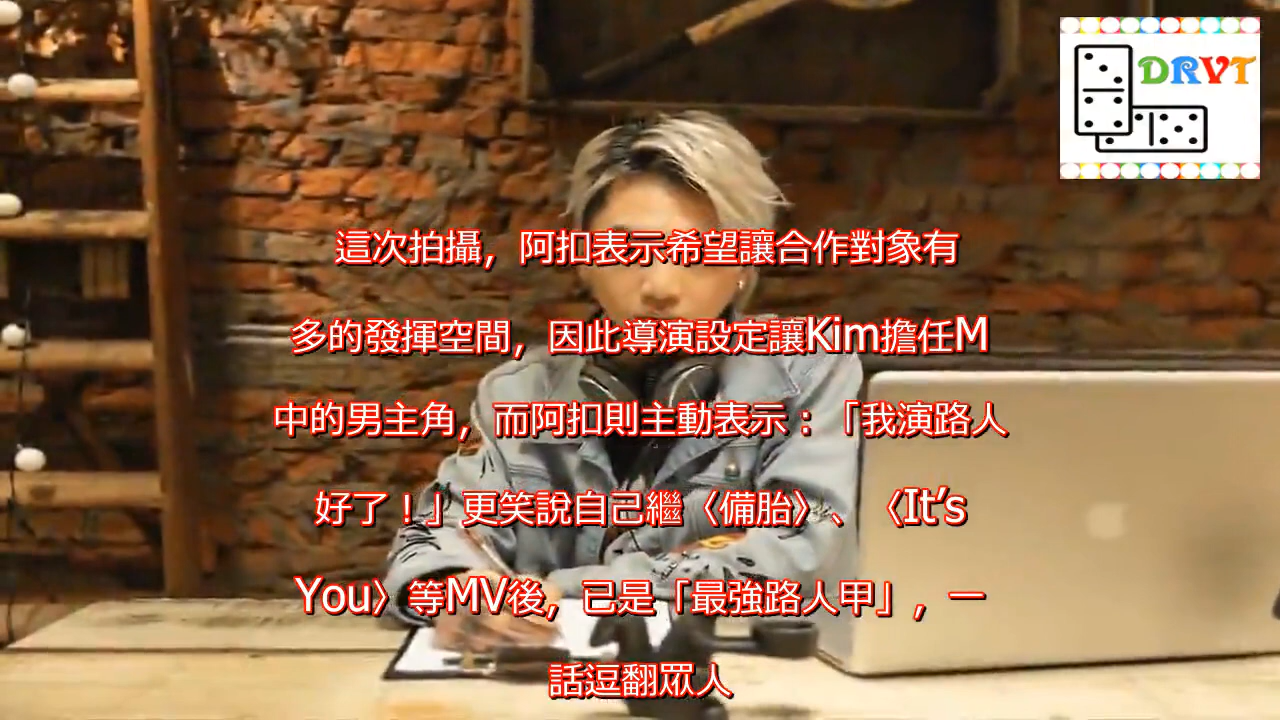 DRVT
這次拍攝，阿扣表示希望讓合作對象有
多的發揮空間，因此導演設定讓Kim擔任M
中的男主角，而阿扣則主動表示：「我演路人
好了！」更笑說自己繼〈備胎〉、〈It’s
You〉等MV後，已是「最強路人甲」，一
話逗翻眾人